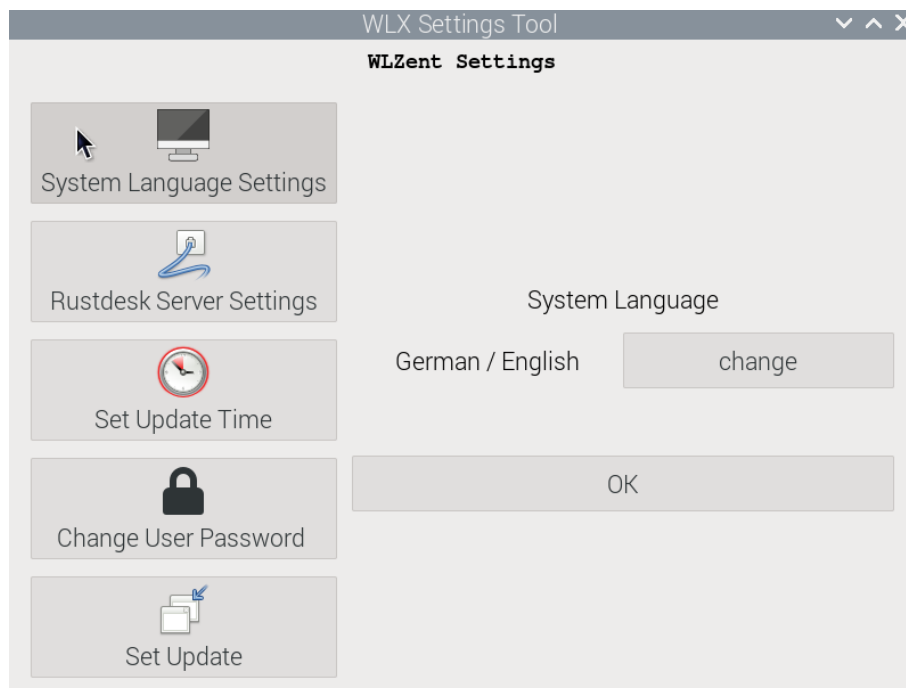 WLX Settings Tool
WLZent Settings
System Language Settings
Rustdesk Server Settings
Set Update Time
Change User Password
Set Update
System Language
German / English
change
OK